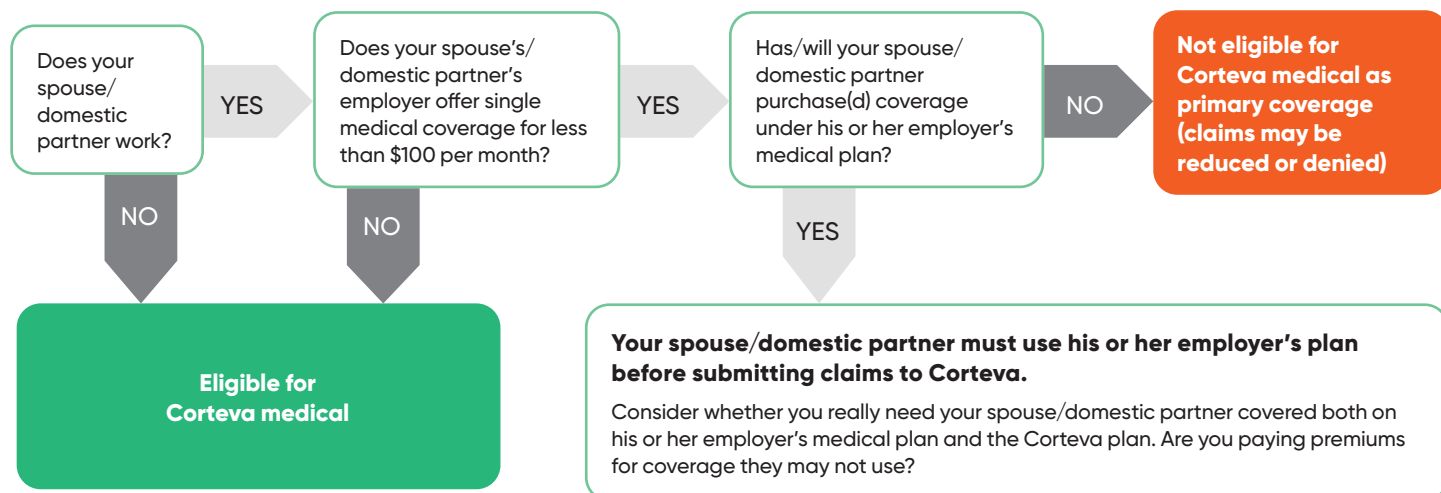 Does your
spouse/
domestic
partner work?
YES
Does your spouse's/
domestic partner's
employer offer single
medical coverage for less
than $100 per month?
YES
Has/will your spouse/
domestic partner
purchase(d) coverage
under his or her employer's
medical plan?
NO
Not eligible for
Corteva medical as
primary coverage
(claims may be
reduced or denied)
NO
NO
YES
Eligible for
Corteva medical
Your spouse/domestic partner must use his or her employer's plan
before submitting claims to Corteva.
Consider whether you really need your spouse/domestic partner covered both on
his or her employer's medical plan and the Corteva plan. Are you paying premiums
for coverage they may not use?